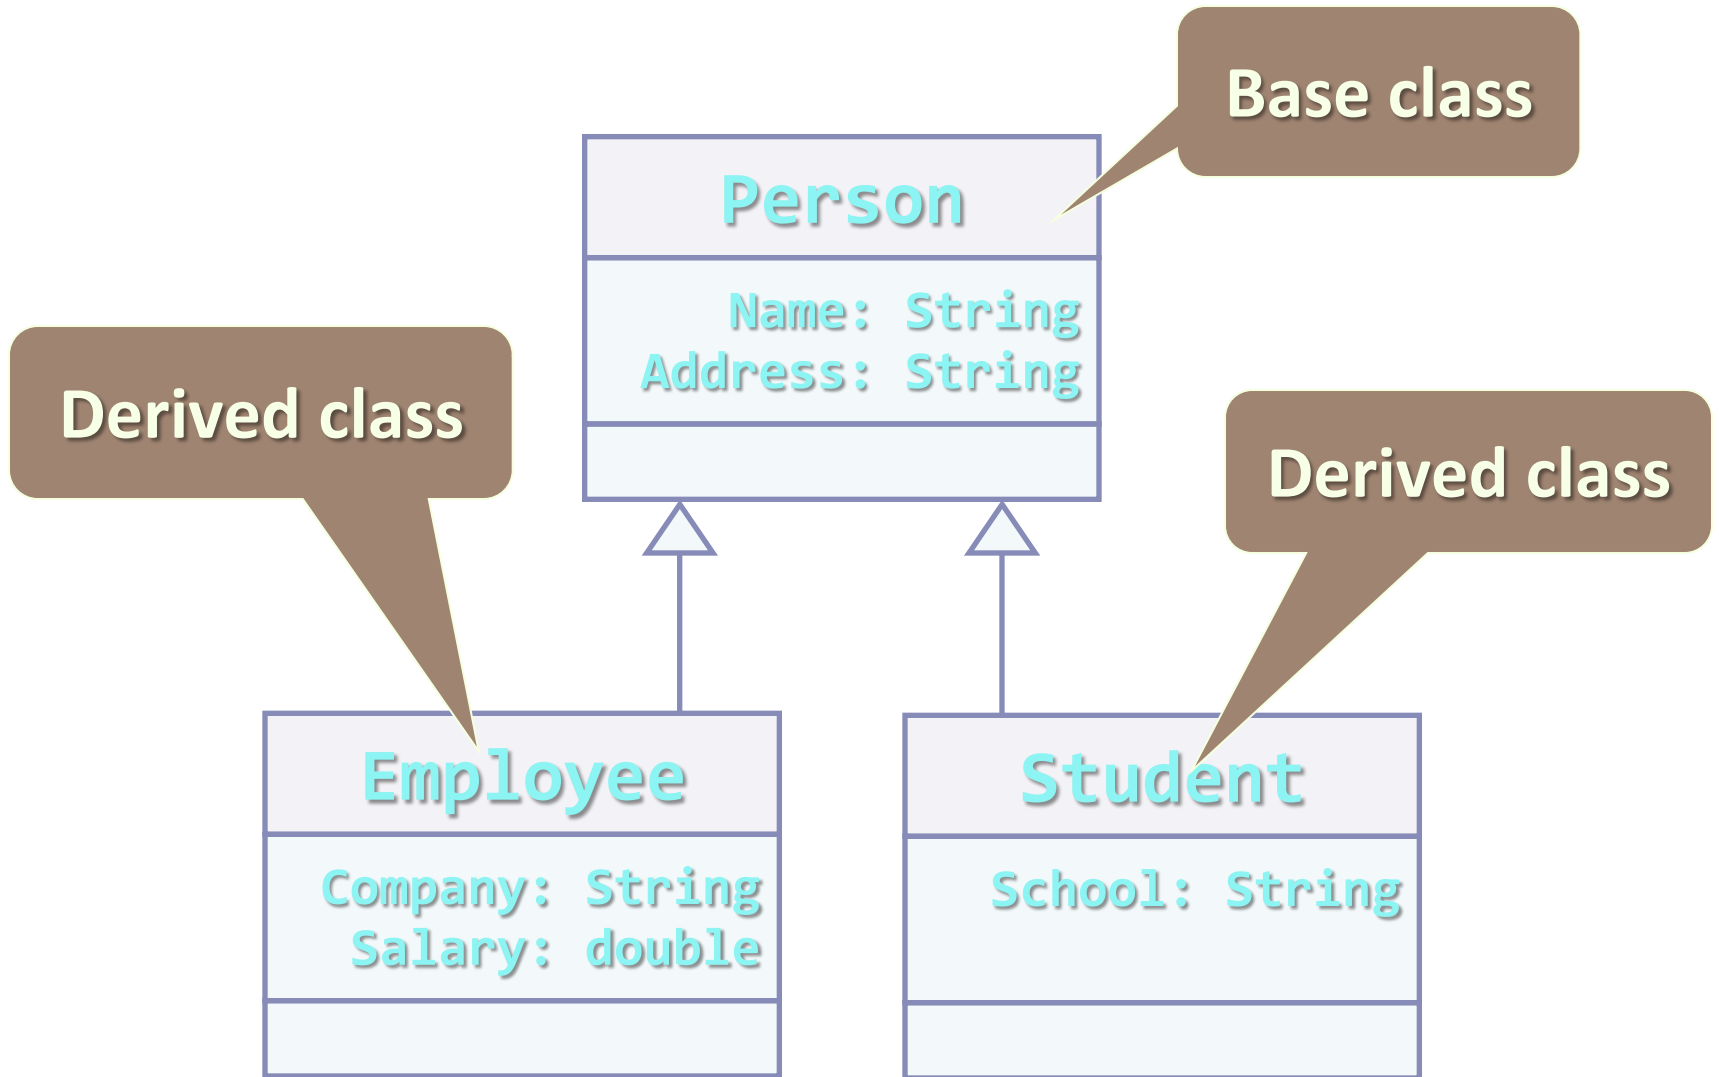 Base class
Person
Name: String
Address: String
Derived class
Derived class
Employee
Company: String
Salary: double
Student
School: String